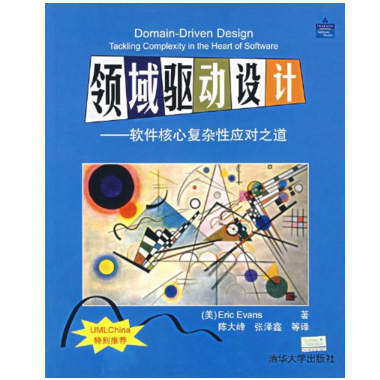 Domain-Driven Design
Tackling Complexity in the Heart of Software
领域驱动设计
——软件核心复杂性应对之道
(美)Eric Evans 著
陈大峰 张泽鑫 等译
UMLChina
特别推荐
清华大学出版社